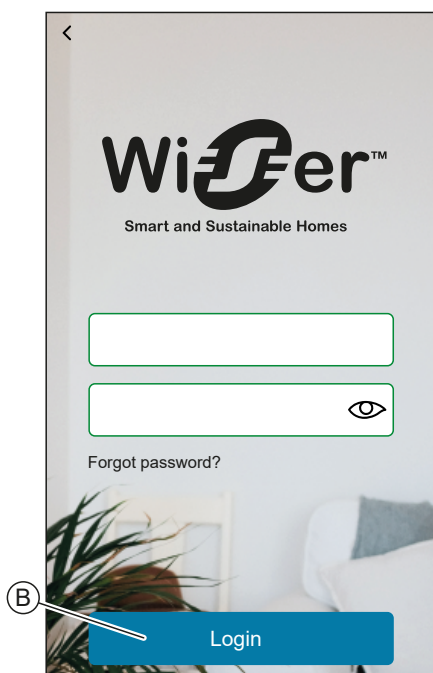 Wiser™
Smart and Sustainable Homes
Forgot password?
B
Login